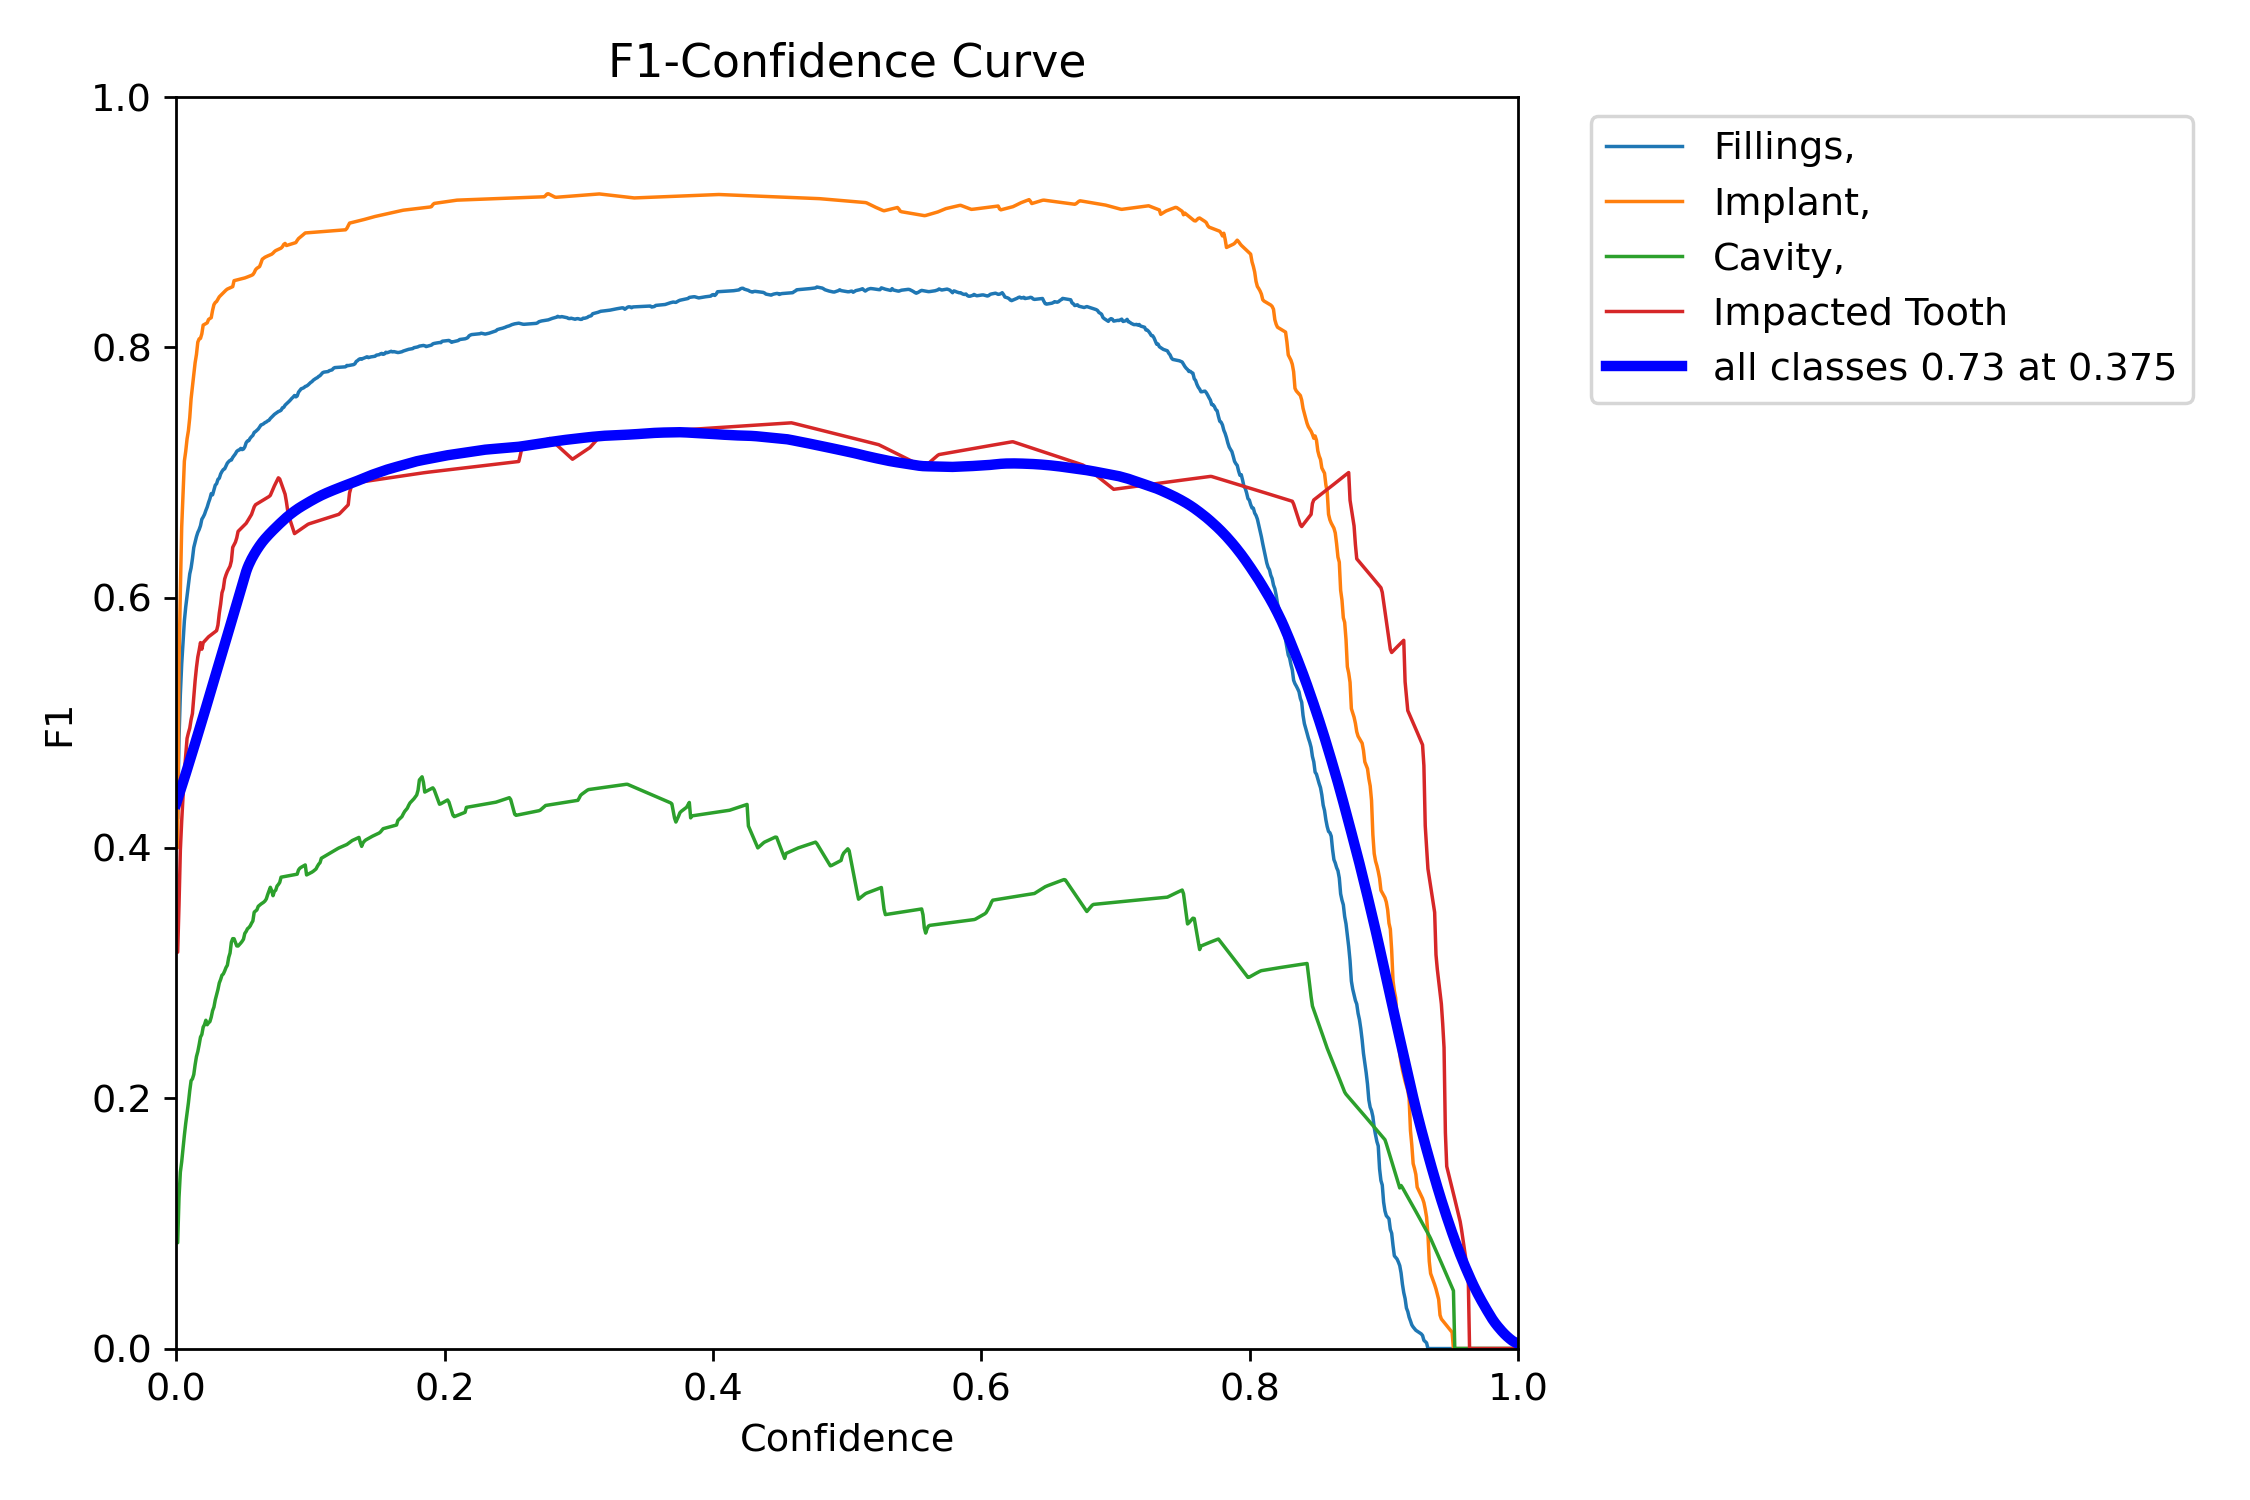 F1-Confidence Curve
1.0
0.8
0.6
0.4
0.2
0.0
F1
0.0 0.2 0.4 0.6 0.8 1.0
Confidence
Fillings,
Implant,
Cavity,
Impacted Tooth
all classes 0.73 at 0.375